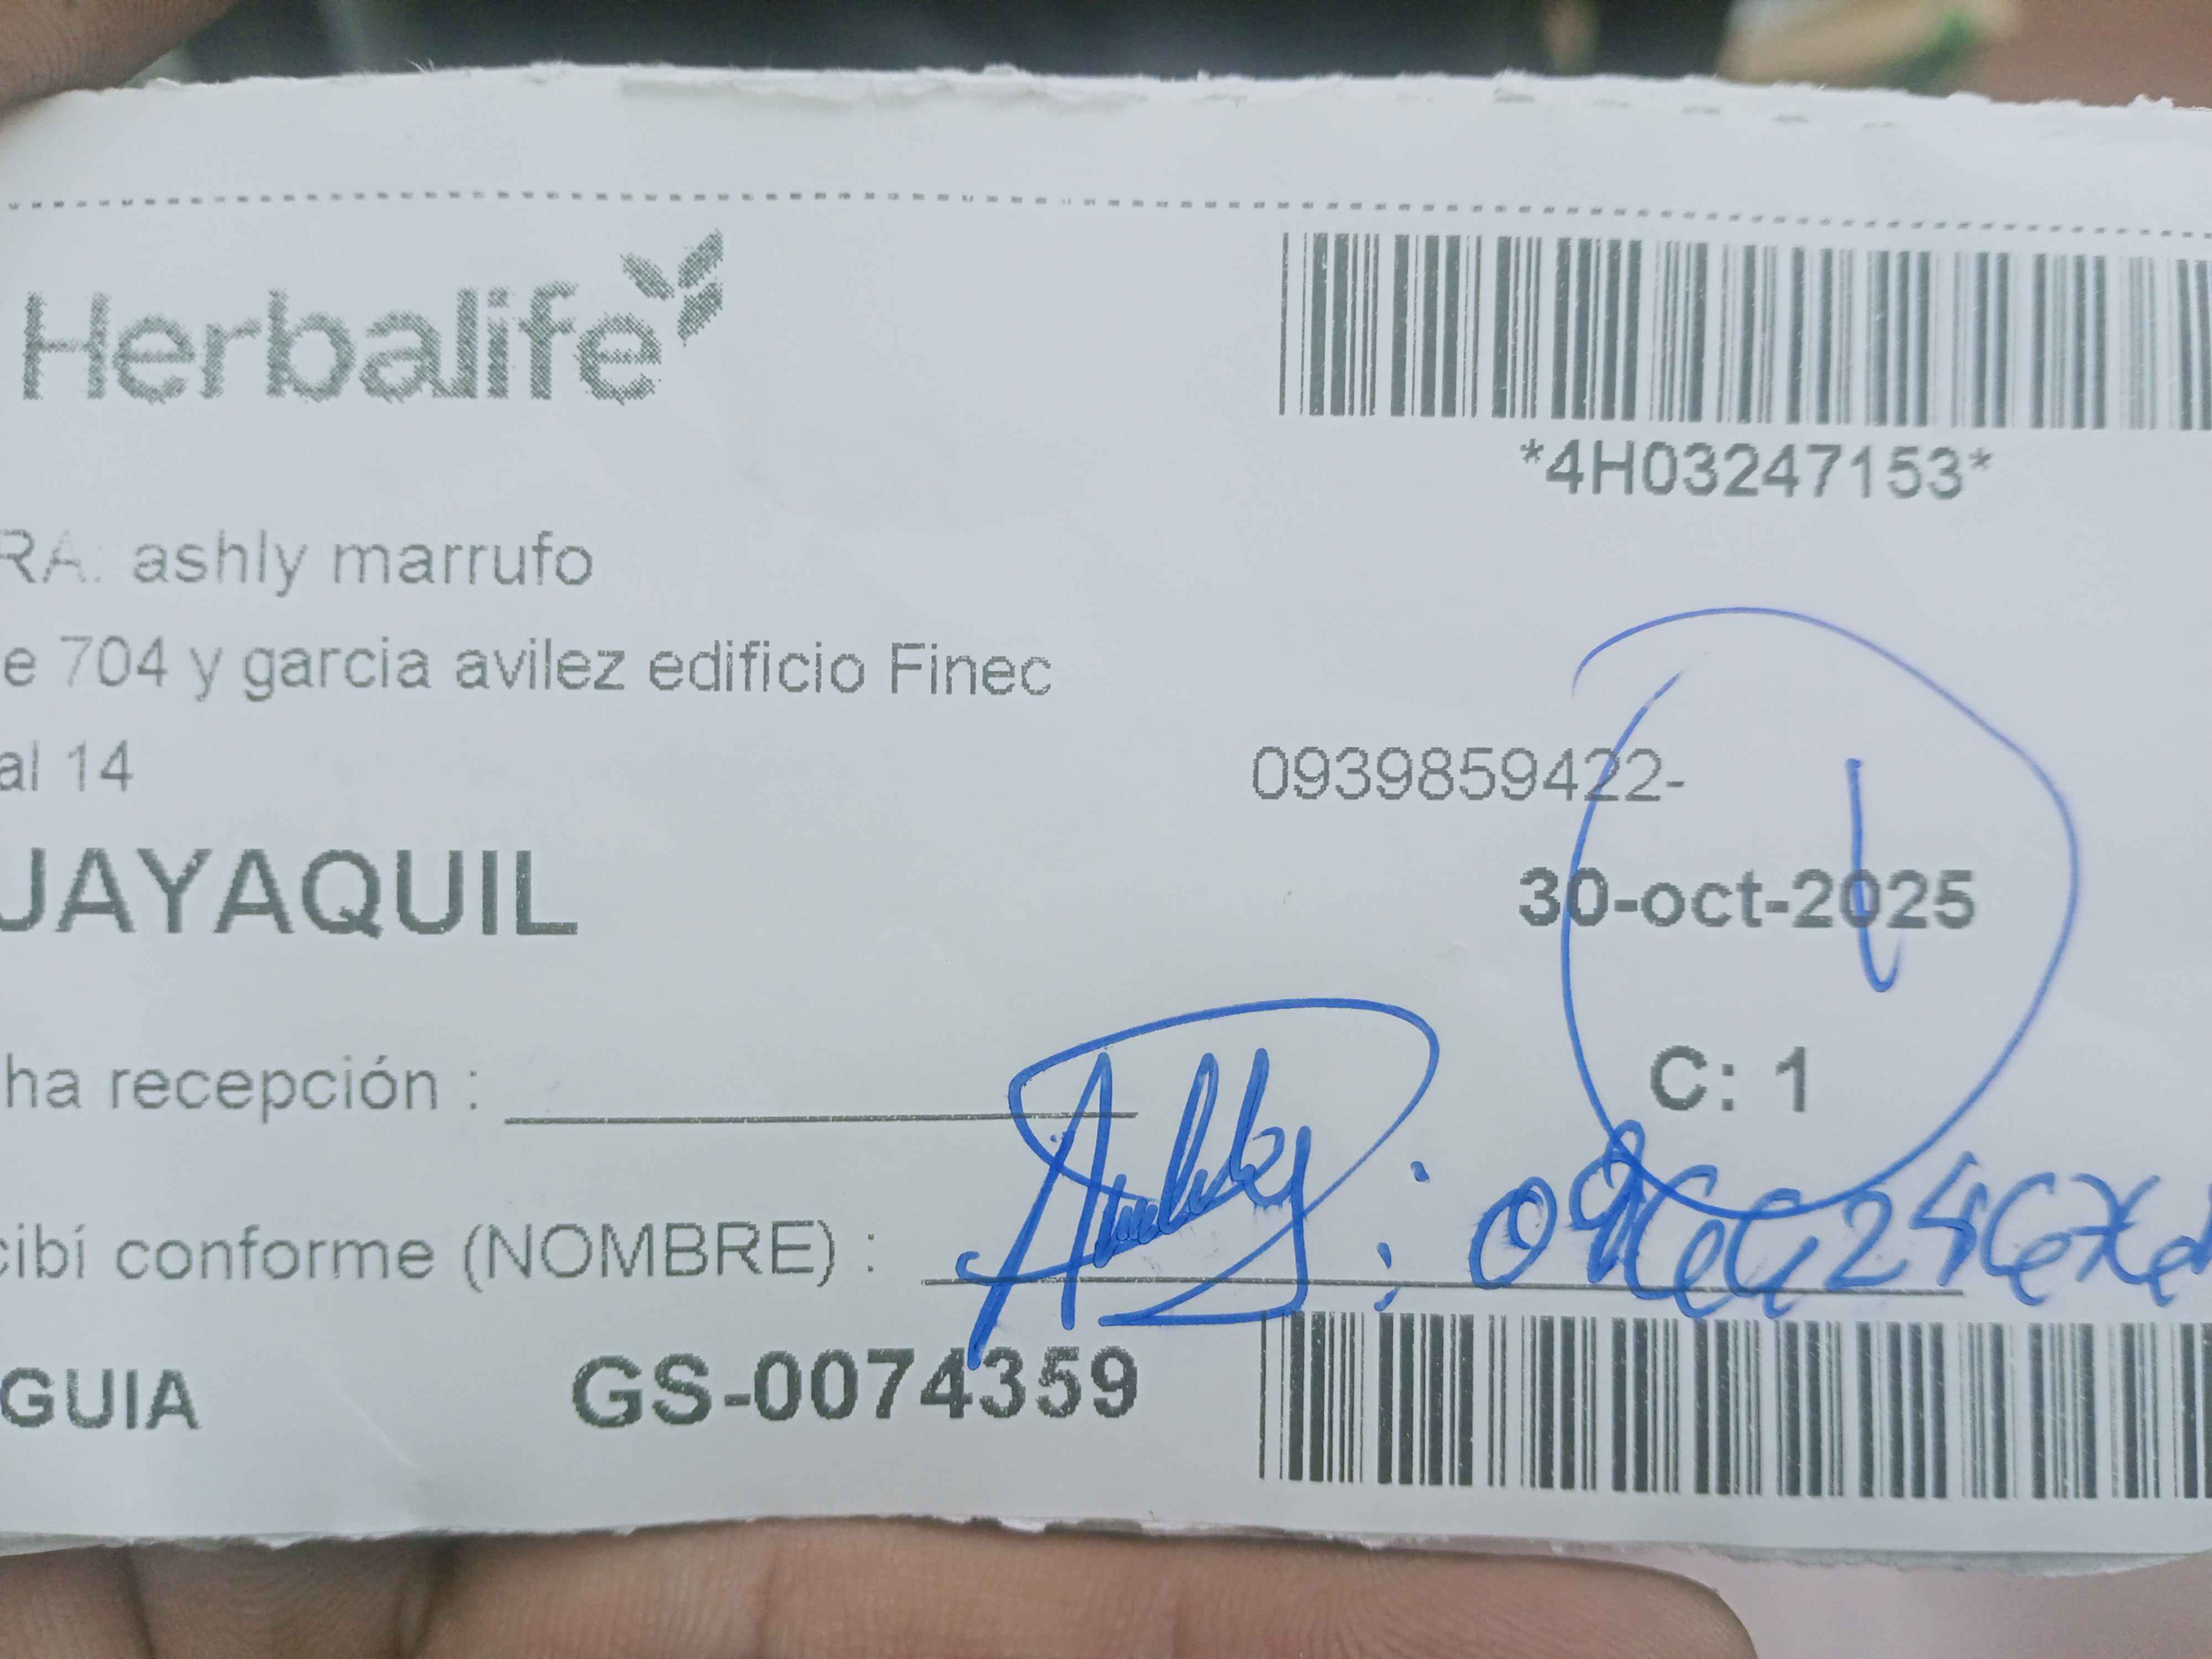 Herbalife
*4H03247153*
RA: ashly marrufo
e 704 y garcia avilez edificio Finec
al 14
0939859422-
UAYAQUIL
30-oct-2025
ha recepción :
C: 1
cibí conforme (NOMBRE) :
GUIA GS-0074359